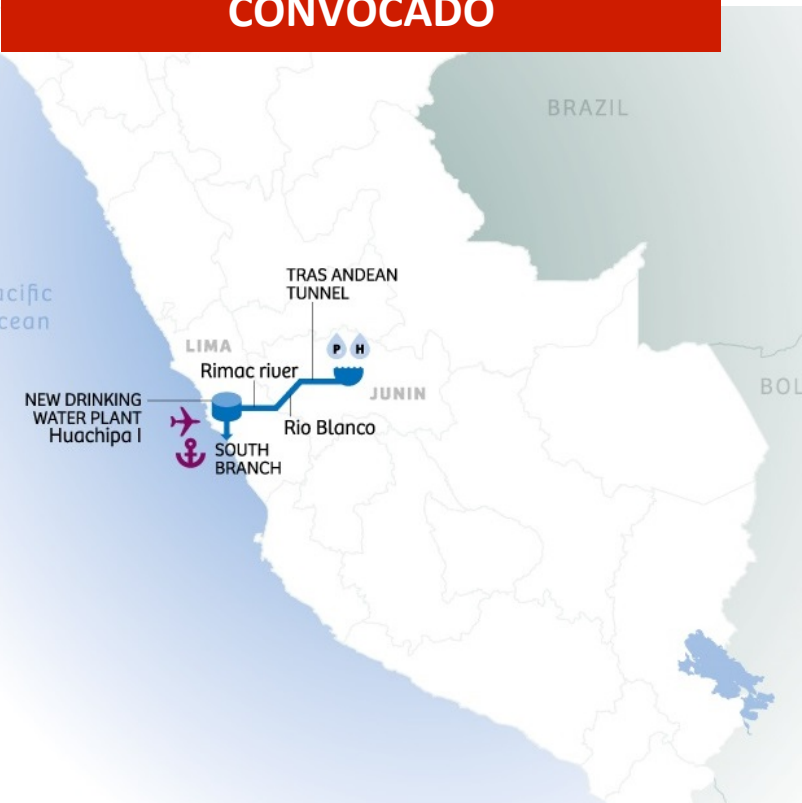 CONVOCADO
BRAZIL
TRAS ANDEAN
TUNNEL
acific
cean
LIMA
P H
Rimac river
JUNIN
BOL
NEW DRINKING
WATER PLANT
Huachipa I
Rio Blanco
SOUTH
BRANCH